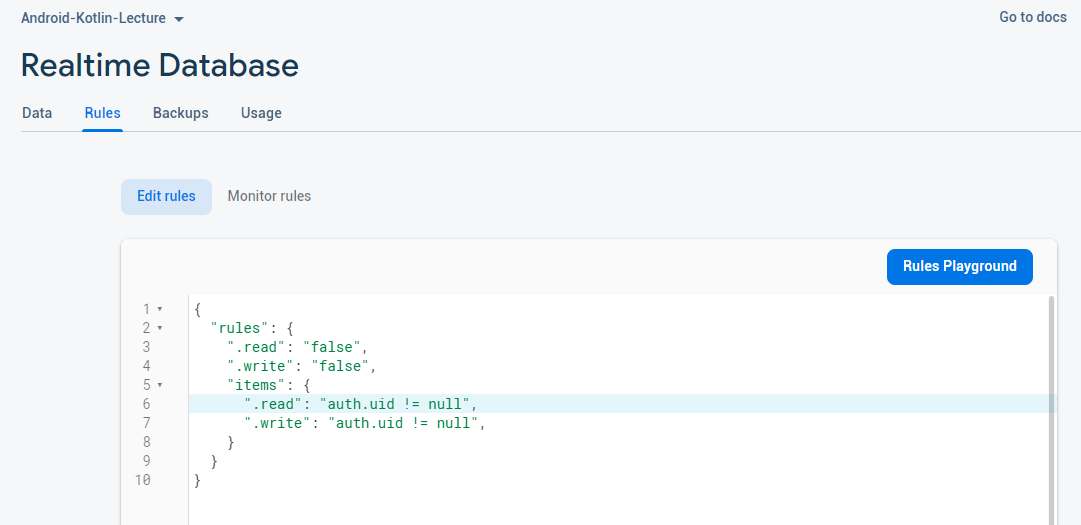 Android-Kotlin-Lecture
Go to docs
Realtime Database
Data Rules Backups Usage
Edit rules Monitor rules
Rules Playground
1 {
2 "rules": {
3 ".read": "false",
4 ".write": "false",
5 "items": {
6 ".read": "auth.uid != null",
7 ".write": "auth.uid != null",
8 }
9 }
10 }